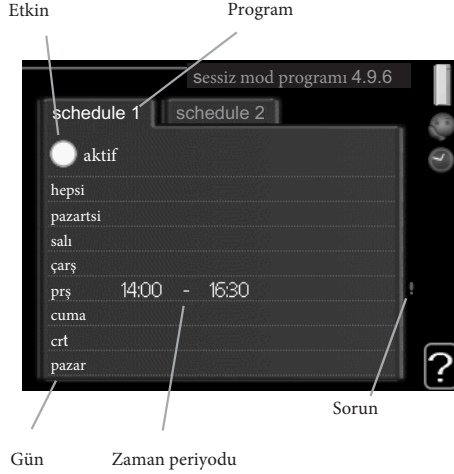 Etkin Program
sessiz mod programı 4.9.6
schedule 1 schedule 2
aktif
hepsi
pazartsi
salı
çarş
prş 14:00 - 16:30 !
cuma
crt
pazar
?
Sorun
Gün Zaman periyodu